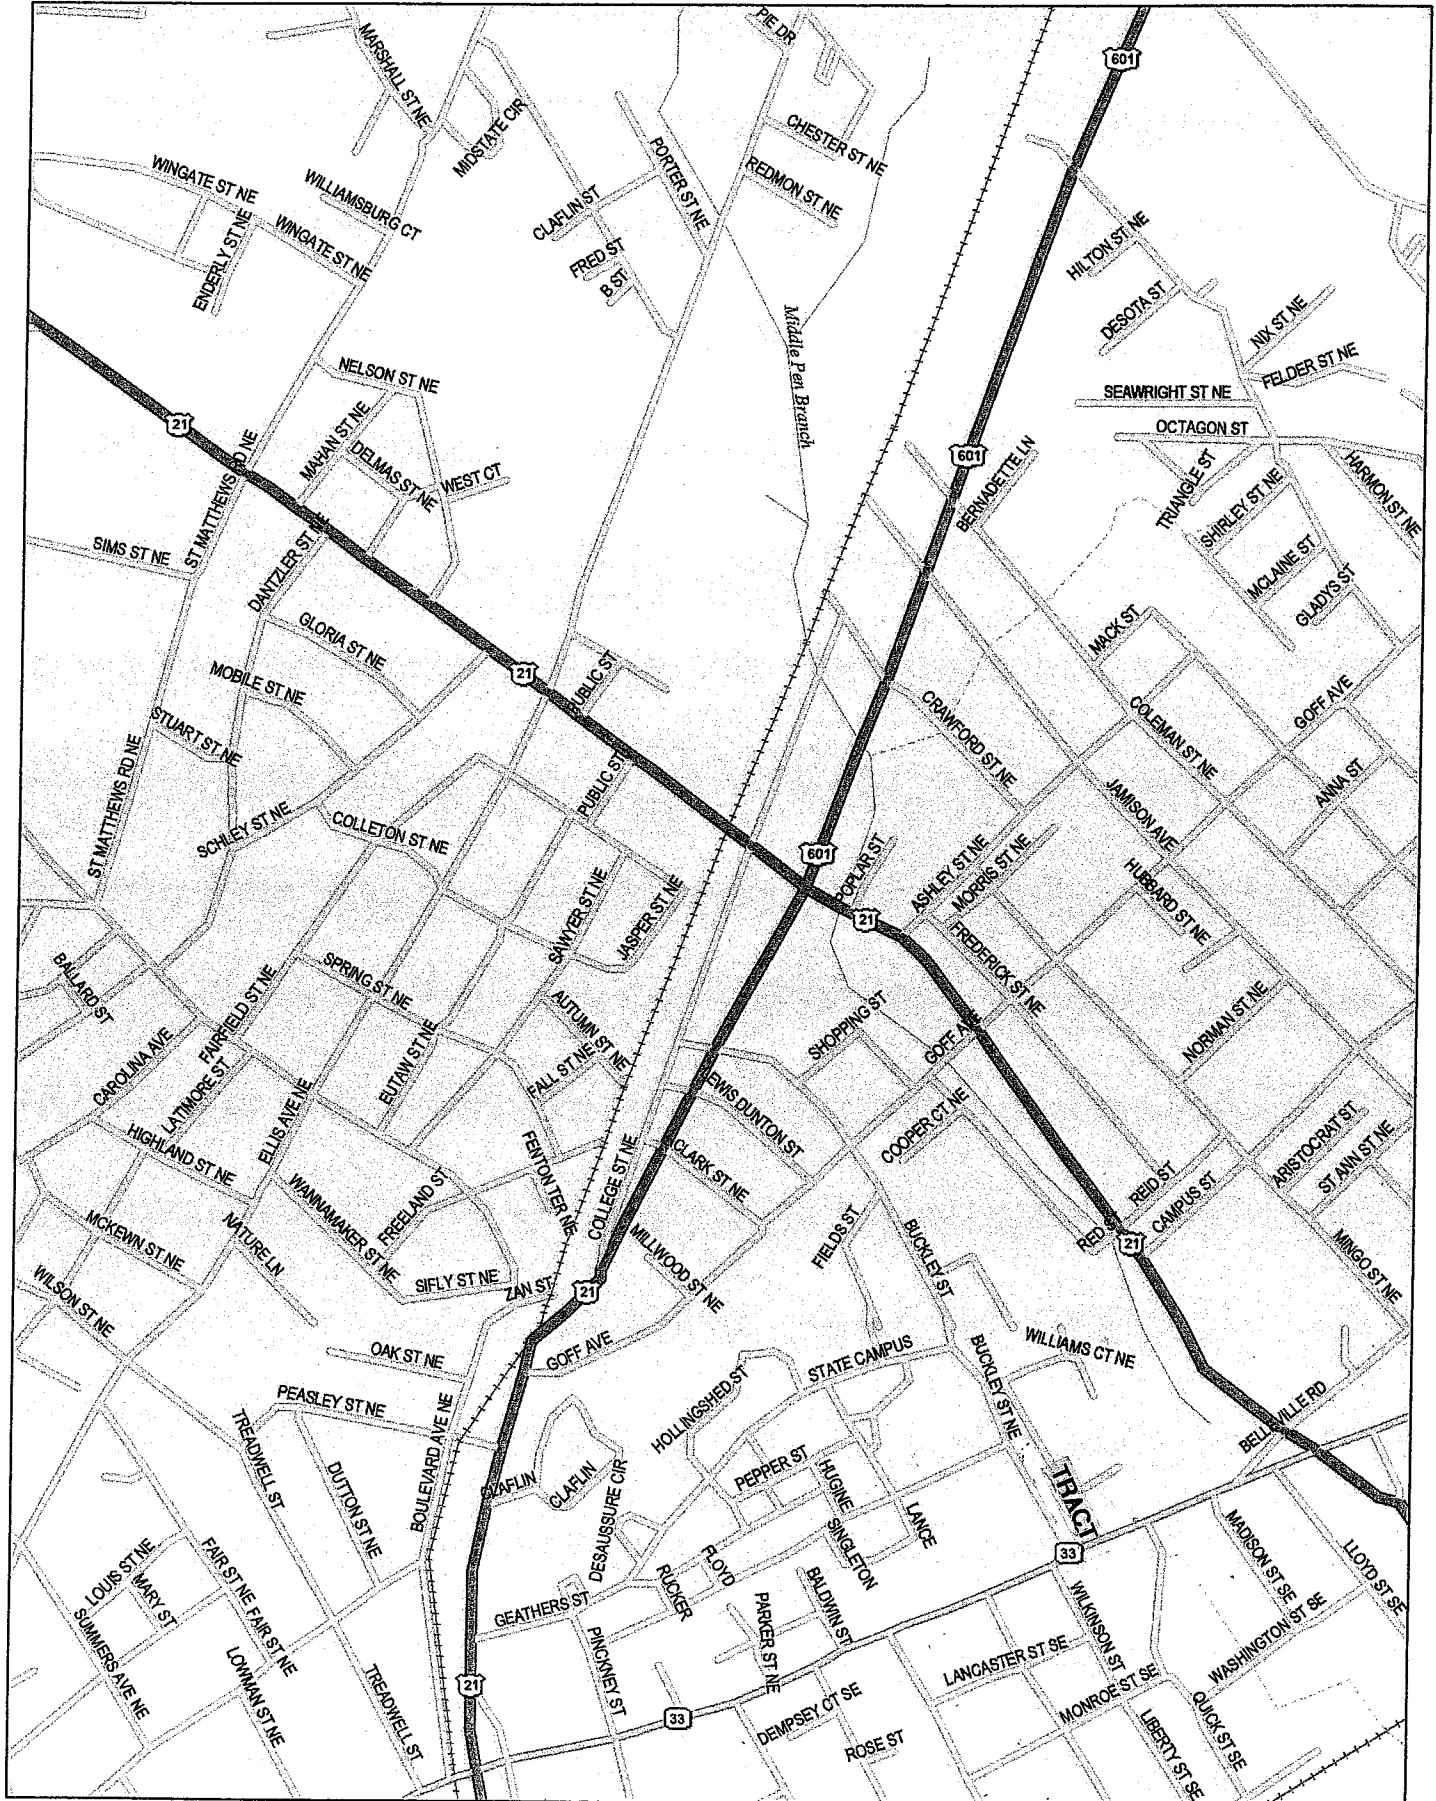 PIE DR
601
MARSHALL ST NE
MIDSTATE CIR
CHESTER ST NE
PORTER ST NE
REDMON ST NE
WINGATE ST NE
WILLIAMSBURG CT
CLAFLIN ST
ENDERLY ST NE
WINGATE ST NE
FRED ST
B ST
HILTON ST NE
DESOTA ST
NIX ST NE
Middle Pen Branch
FELDER ST NE
NELSON ST NE
SEAWRIGHT ST NE
21
MAHAN ST NE
OCTAGON ST
601
DELMAS ST NE
WEST CT
BERNADETTE LN
TRIANGLE ST
HARMON ST NE
SHIRLEY ST NE
SIMS ST NE
ST MATTHEWS RD NE
DANTZLER ST NE
MCLAINE ST
GLADYS ST
GLORIA ST NE
MACK ST
MOBILE ST NE
21
PUBLIC ST
GOFF AVE
CRAWFORD ST NE
COLEMAN ST NE
STUART ST NE
PUBLIC ST
ANNA ST
ST MATTHEWS RD NE
JAMISON AVE
SCHLEY ST NE
COLLETON ST NE
601
POPLAR ST
ASHLEY ST NE
MORRIS ST NE
HUBBARD ST NE
SAWYER ST NE
JASPER ST NE
21
FREDERICK ST NE
BALLARD ST
SPRING ST NE
FAIRFIELD ST NE
AUTUMN ST NE
SHOPPING ST
GOFF AVE
NORMAN ST NE
CAROLINA AVE
LATIMORE ST
EUTAW ST NE
FALL ST NE
LEWIS DUNTON ST
COOPER CT NE
ELLIS AVE NE
HIGHLAND ST NE
FENTON TER NE
COLLEGE ST NE
CLARK ST NE
ARISTOCRAT ST
ST ANN ST NE
REID ST
CAMPUS ST
WANNAMAKER ST NE
FREELAND ST
MCKEWN ST NE
NATURE LN
MILLWOOD ST NE
FIELDS ST
BUCKLEY ST
RED S
21
MINGO ST NE
WILSON ST NE
SIFLY ST NE
ZAN ST
21
OAK ST NE
GOFF AVE
STATE CAMPUS
WILLIAMS CT NE
BUCKLEY ST NE
PEASLEY ST NE
HOLLINGSHED ST
BELLEVILLE RD
TREADWELL ST
BOULEVARD AVE NE
DUTTON ST NE
CLAFLIN
CLAFLIN
DESAUSSURE CIR
PEPPER ST
HUGINE
LANCE
TRACT
33
SINGLETON
MADISON ST SE
LLOYD ST SE
LOUIS ST NE
MARY ST
FAIR ST NE
FAIR ST NE
RUCKER
FLOYD
BALDWIN ST
GEATHERS ST
PARKER ST NE
WILKINSON ST
WASHINGTON ST SE
SUMMERS AVE NE
LOWMAN ST NE
TREADWELL ST
21
PINCKNEY ST
LANCASTER ST SE
33
DEMPSEY CT SE
MONROE ST SE
ROSE ST
LIBERTY ST SE
QUICK ST SE